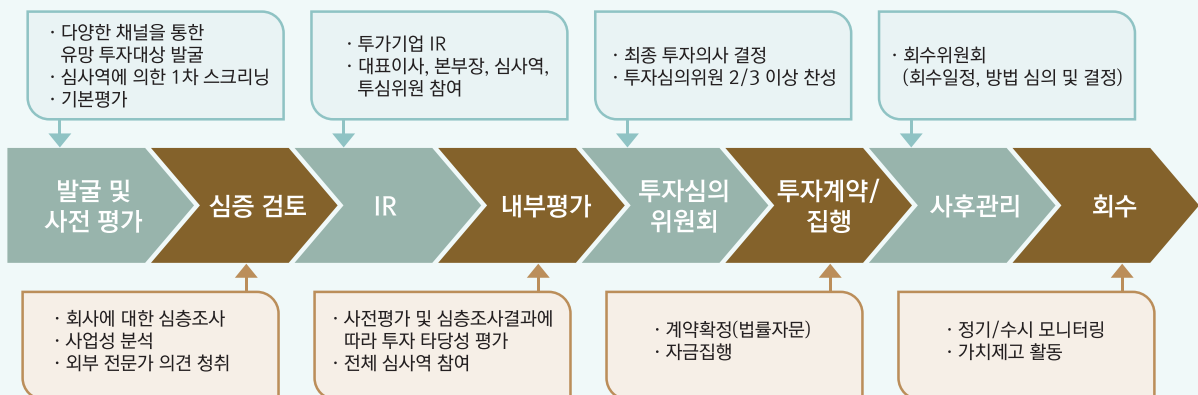 · 다양한 채널을 통한
유망 투자대상 발굴
· 심사역에 의한 1차 스크리닝
· 기본평가
· 투가기업 IR
· 대표이사, 본부장, 심사역,
투심위원 참여
· 최종 투자의사 결정
· 투자심의위원 2/3 이상 찬성
· 회수위원회
(회수일정, 방법 심의 및 결정)
발굴 및
사전 평가
심증 검토
IR
내부평가
투자심의
위원회
투자계약/
집행
사후관리
회수
· 회사에 대한 심층조사
· 사업성 분석
· 외부 전문가 의견 청취
· 사전평가 및 심층조사결과에
따라 투자 타당성 평가
· 전체 심사역 참여
· 계약확정(법률자문)
· 자금집행
· 정기/수시 모니터링
· 가치제고 활동